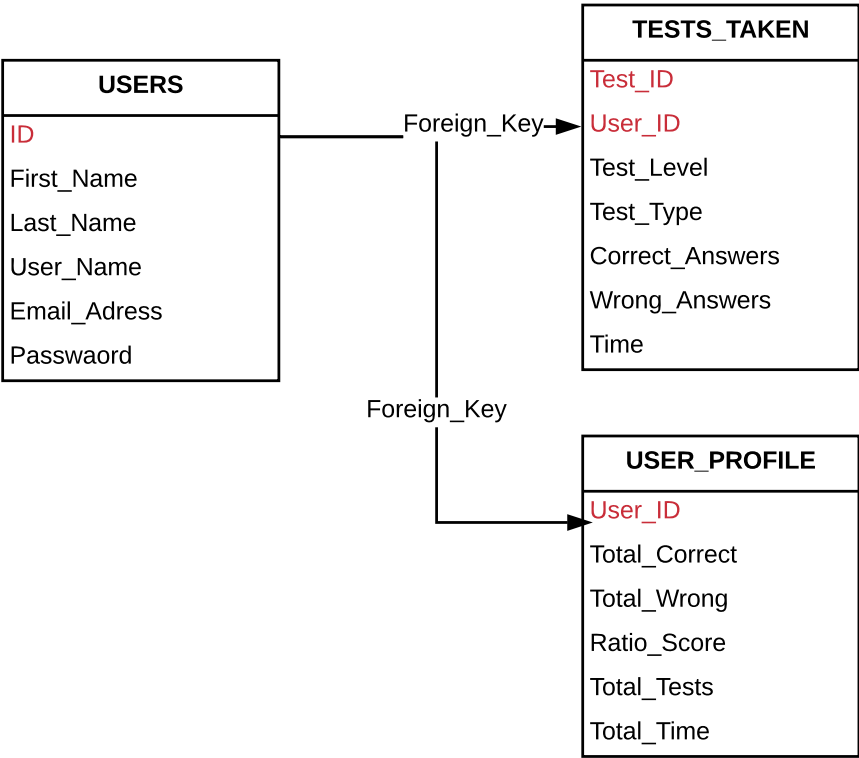 USERS
ID
First_Name
Last_Name
User_Name
Email_Adress
Passwaord
Foreign_Key
Foreign_Key
TESTS_TAKEN
Test_ID
User_ID
Test_Level
Test_Type
Correct_Answers
Wrong_Answers
Time
USER_PROFILE
User_ID
Total_Correct
Total_Wrong
Ratio_Score
Total_Tests
Total_Time